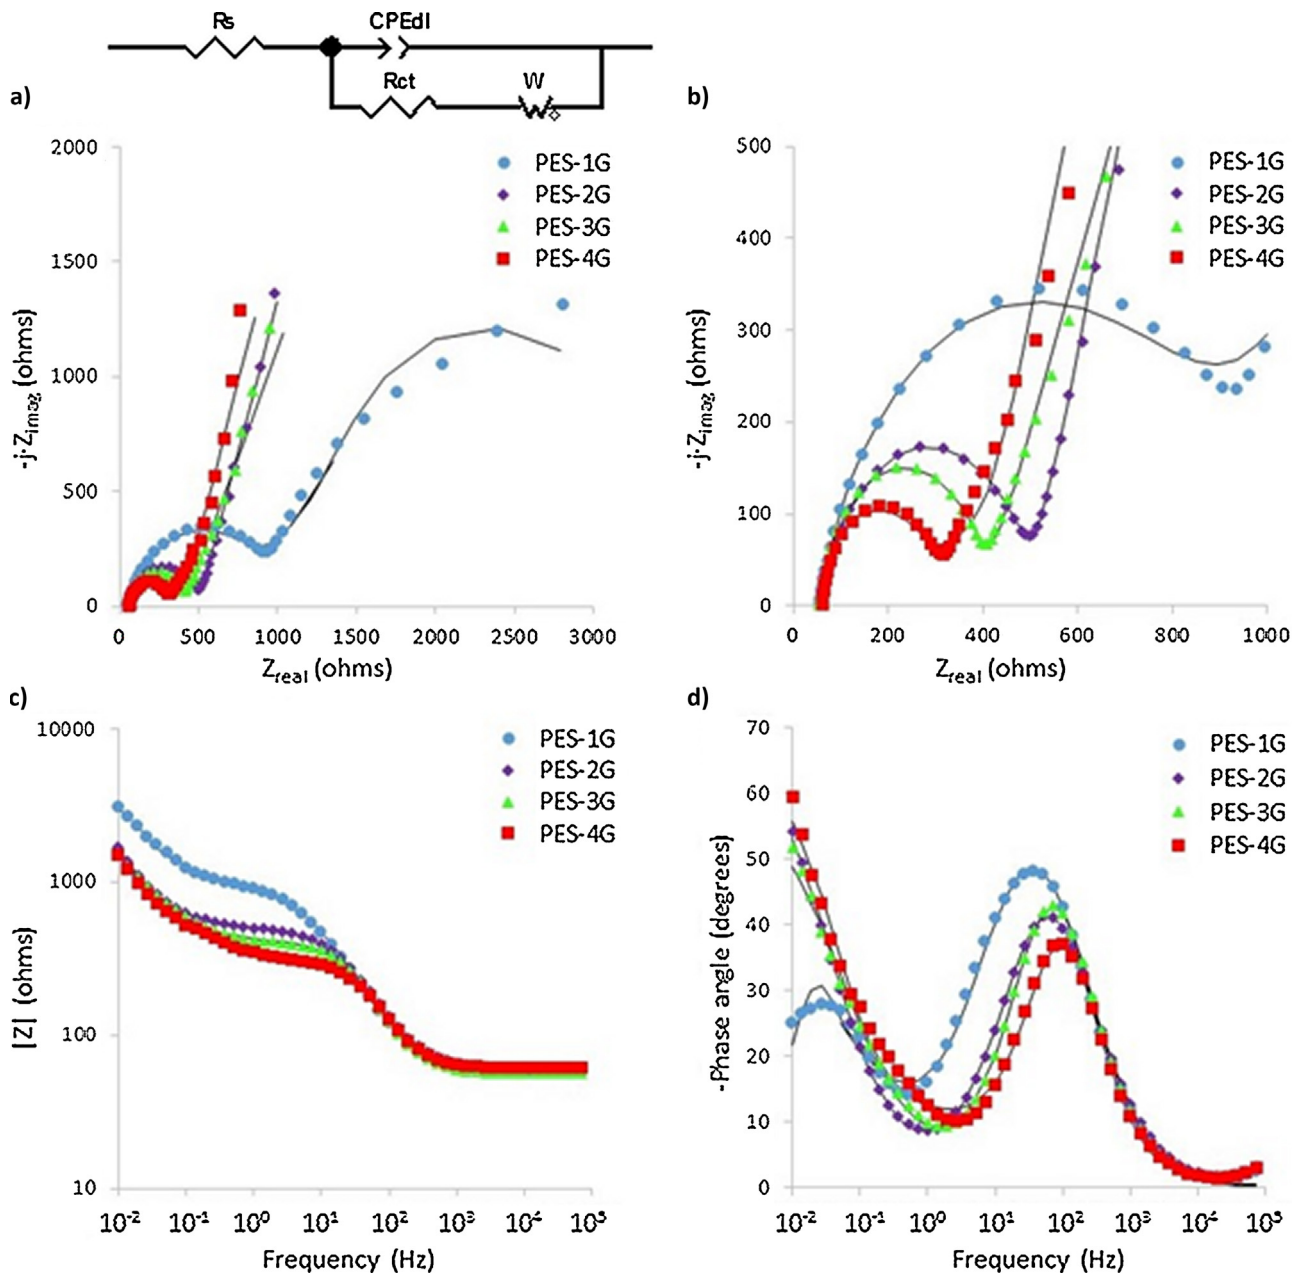 Rs
CPEdl
Rct
W
a)
2000
1500
1000
500
0
0 500 1000 1500 2000 2500 3000
-j·Zimag (ohms)
Zreal (ohms)
PES-1G
PES-2G
PES-3G
PES-4G
b)
500
400
300
200
100
0
0 200 400 600 800 1000
-j·Zimag (ohms)
Zreal (ohms)
PES-1G
PES-2G
PES-3G
PES-4G
c)
10000
1000
100
10
10-2 10-1 100 101 102 103 104 105
|Z| (ohms)
Frequency (Hz)
PES-1G
PES-2G
PES-3G
PES-4G
d)
70
60
50
40
30
20
10
0
10-2 10-1 100 101 102 103 104 105
-Phase angle (degrees)
Frequency (Hz)
PES-1G
PES-2G
PES-3G
PES-4G